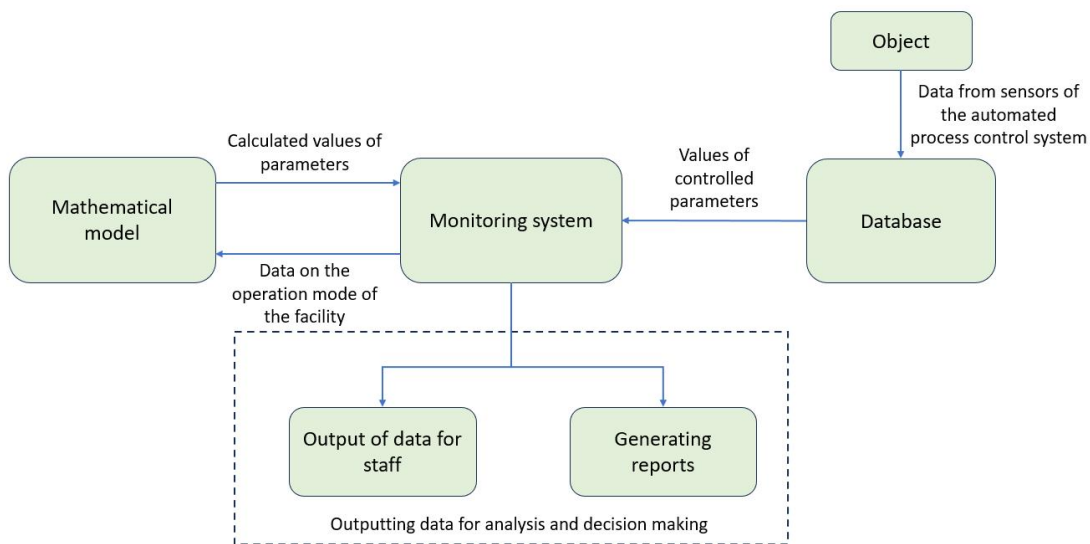 Object
Data from sensors of
the automated
process control system
Calculated values of
parameters
Values of
controlled
parameters
Mathematical
model
Monitoring system
Database
Data on the
operation mode of
the facility
Output of data for
staff
Generating
reports
Outputting data for analysis and decision making